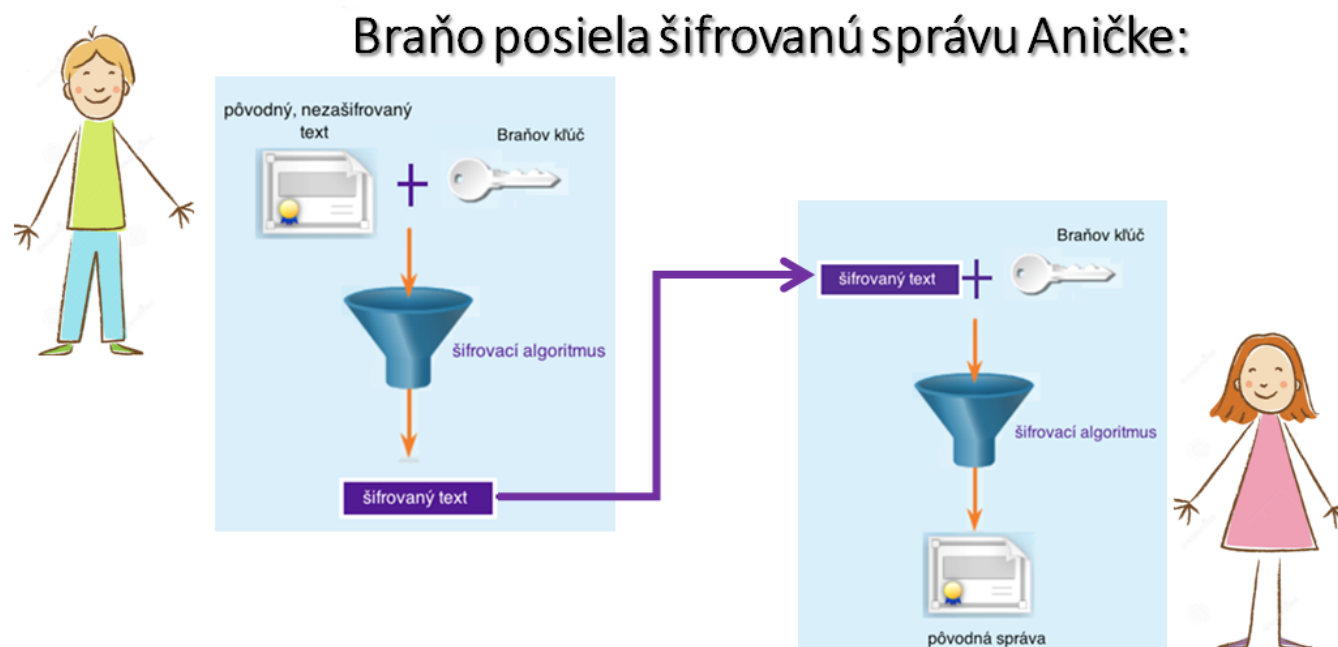 Braňo posiela šifrovanú správu Aničke:
pôvodný, nezašifrovaný
text
Braňov kľúč
šifrovací algoritmus
šifrovaný text
Braňov kľúč
šifrovaný text
šifrovací algoritmus
pôvodná správa